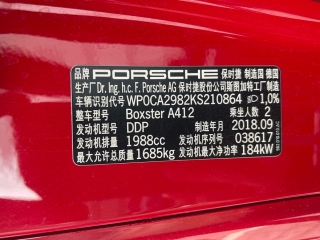 品牌 PORSCHE 保时捷 制造国 德国
生产厂 Dr. Ing. h.c. F. Porsche AG 保时捷股份公司斯图加特工厂制造
车辆识别代号 WP0CA2982KS210864 1,0%
整车型号 Boxster A412 乘坐人数 2
发动机型号 DDP 制造年月 2018.09
发动机排量 1988cc 发动机号 038617
最大允许总质量 1685kg 发动机最大净功率 184kW